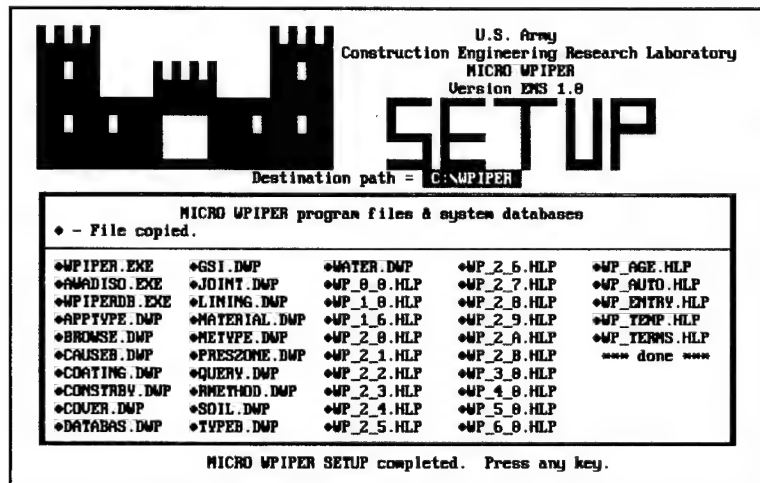 U.S. Army
Construction Engineering Research Laboratory
MICRO WPIPER
Version EMS 1.0
SETUP
Destination path = C:\WPIPER
MICRO WPIPER program files & system databases
♦ - File copied.
♦WPIPER.EXE ♦GSI.DWP ♦WATER.DWP ♦WP_2_6.HLP ♦WP_AGE.HLP
♦AWADISO.EXE ♦JOINT.DWP ♦WP_0_0.HLP ♦WP_2_7.HLP ♦WP_AUTO.HLP
♦WPIPERDB.EXE ♦LINING.DWP ♦WP_1_0.HLP ♦WP_2_8.HLP ♦WP_ENTRY.HLP
♦APPTYPE.DWP ♦MATERIAL.DWP ♦WP_1_6.HLP ♦WP_2_9.HLP ♦WP_TEMP.HLP
♦BROWSE.DWP ♦METYPE.DWP ♦WP_2_0.HLP ♦WP_2_A.HLP ♦WP_TERMS.HLP
♦CAUSEB.DWP ♦PRESZONE.DWP ♦WP_2_1.HLP ♦WP_2_B.HLP *** done ***
♦COATING.DWP ♦QUERY.DWP ♦WP_2_2.HLP ♦WP_3_0.HLP
♦CONSTRBY.DWP ♦RMETHOD.DWP ♦WP_2_3.HLP ♦WP_4_0.HLP
♦COVER.DWP ♦SOIL.DWP ♦WP_2_4.HLP ♦WP_5_0.HLP
♦DATABAS.DWP ♦TYPEB.DWP ♦WP_2_5.HLP ♦WP_6_0.HLP
MICRO WPIPER SETUP completed. Press any key.